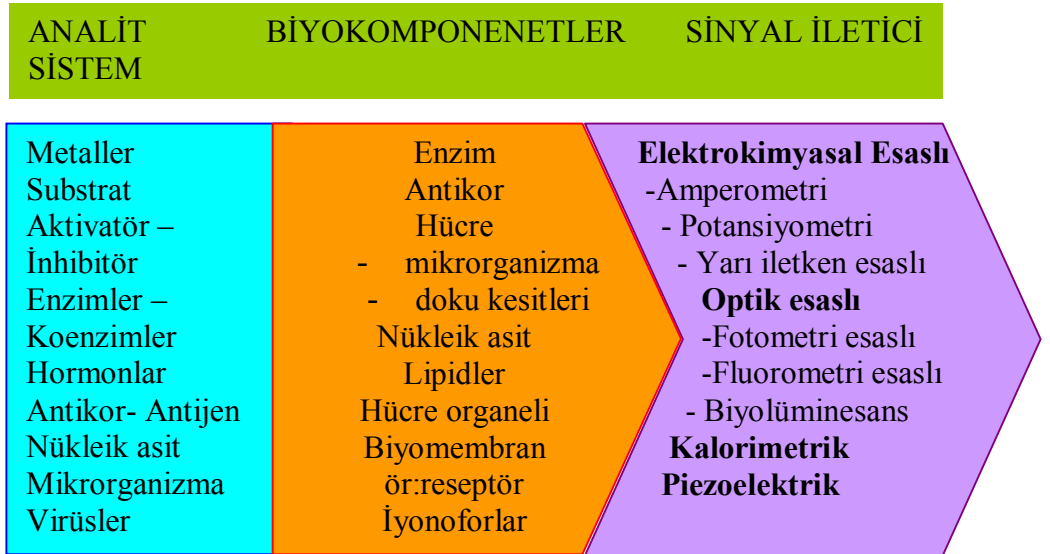 ANALİT BİYOKOMPONENETLER SİNYAL İLETİCİ
SİSTEM
Metaller
Substrat
Aktivatör –
İnhibitör
Enzimler –
Koenzimler
Hormonlar
Antikor- Antijen
Nükleik asit
Mikrorganizma
Virüsler
Enzim
Antikor
Hücre
- mikrorganizma
- doku kesitleri
Nükleik asit
Lipidler
Hücre organeli
Biyomembran
ör:reseptör
İyonoforlar
Elektrokimyasal Esaslı
-Amperometri
- Potansiyometri
- Yarı iletken esaslı
Optik esaslı
-Fotometri esaslı
-Fluorometri esaslı
- Biyolüminesans
Kalorimetrik
Piezoelektrik